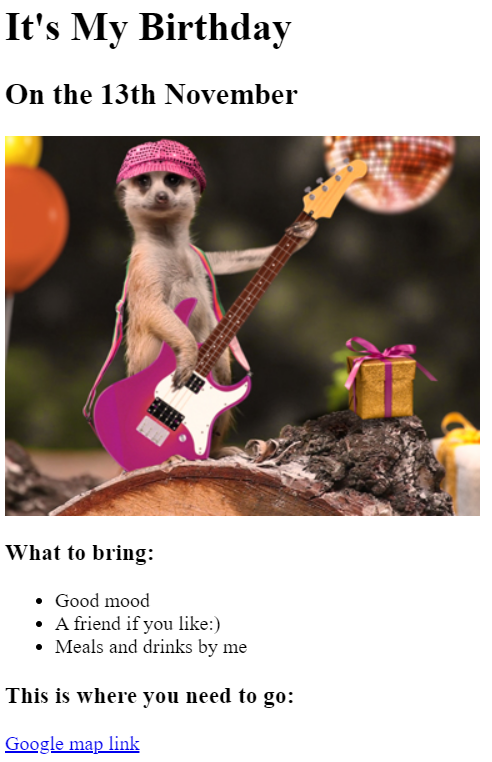 It's My Birthday
On the 13th November
What to bring:
Good mood
A friend if you like:)
Meals and drinks by me
This is where you need to go:
Google map link